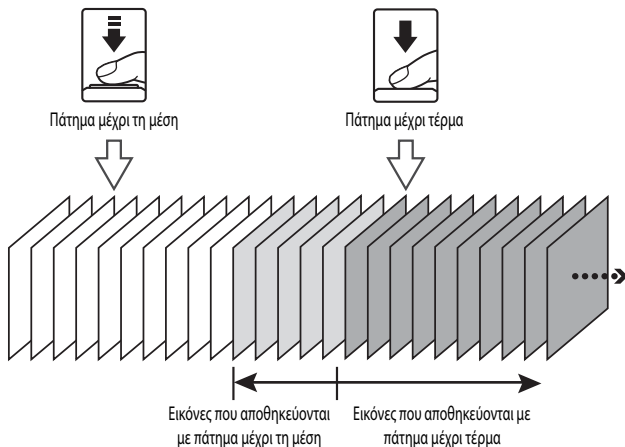 Πάτημα μέχρι τη μέση
Πάτημα μέχρι τέρμα
Εικόνες που αποθηκεύονται
με πάτημα μέχρι τη μέση
Εικόνες που αποθηκεύονται με
πάτημα μέχρι τέρμα